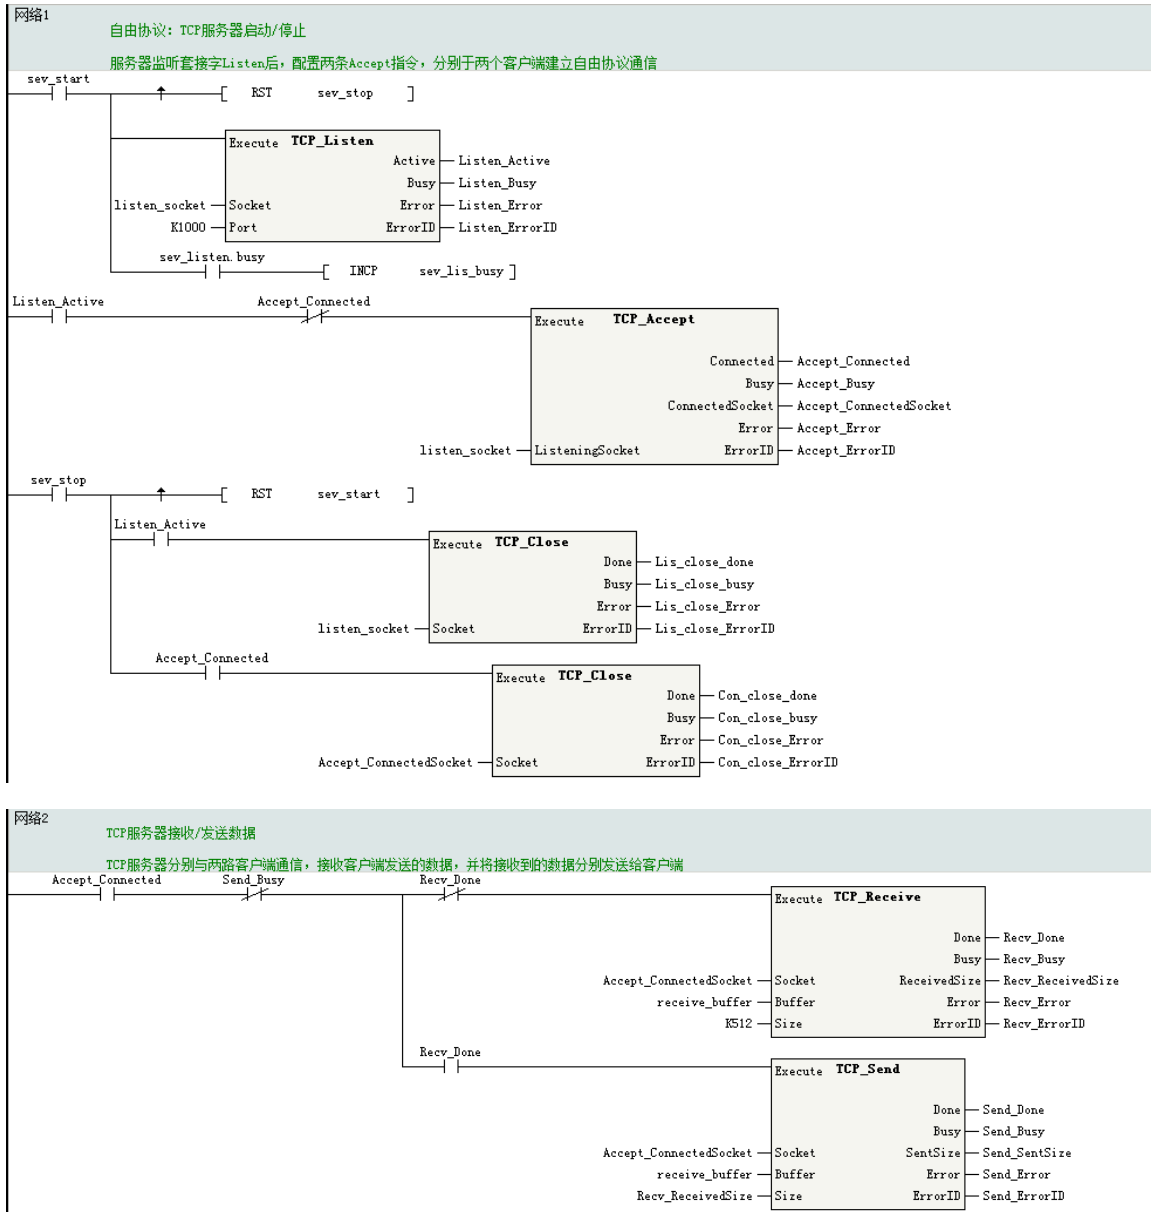 网络1
自由协议：TCP服务器启动/停止
服务器监听套接字Listen后，配置两条Accept指令，分别于两个客户端建立自由协议通信
sev_start
[ RST sev_stop ]
Execute TCP_Listen
Active Listen_Active
Busy Listen_Busy
listen_socket Socket Error Listen_Error
K1000 Port ErrorID Listen_ErrorID
sev_listen.busy
[ INCP sev_lis_busy ]
Listen_Active Accept_Connected
Execute TCP_Accept
Connected Accept_Connected
Busy Accept_Busy
ConnectedSocket Accept_ConnectedSocket
Error Accept_Error
listen_socket ListeningSocket ErrorID Accept_ErrorID
sev_stop
[ RST sev_start ]
Listen_Active
Execute TCP_Close
Done Lis_close_done
Busy Lis_close_busy
Error Lis_close_Error
listen_socket Socket ErrorID Lis_close_ErrorID
Accept_Connected
Execute TCP_Close
Done Con_close_done
Busy Con_close_busy
Error Con_close_Error
Accept_ConnectedSocket Socket ErrorID Con_close_ErrorID
网络2
TCP服务器接收/发送数据
TCP服务器分别与两路客户端通信，接收客户端发送的数据，并将接收到的数据分别发送给客户端
Accept_Connected Send_Busy Recv_Done
Execute TCP_Receive
Done Recv_Done
Busy Recv_Busy
Accept_ConnectedSocket Socket ReceivedSize Recv_ReceivedSize
receive_buffer Buffer Error Recv_Error
K512 Size ErrorID Recv_ErrorID
Recv_Done
Execute TCP_Send
Done Send_Done
Busy Send_Busy
Accept_ConnectedSocket Socket SentSize Send_SentSize
receive_buffer Buffer Error Send_Error
Recv_ReceivedSize Size ErrorID Send_ErrorID